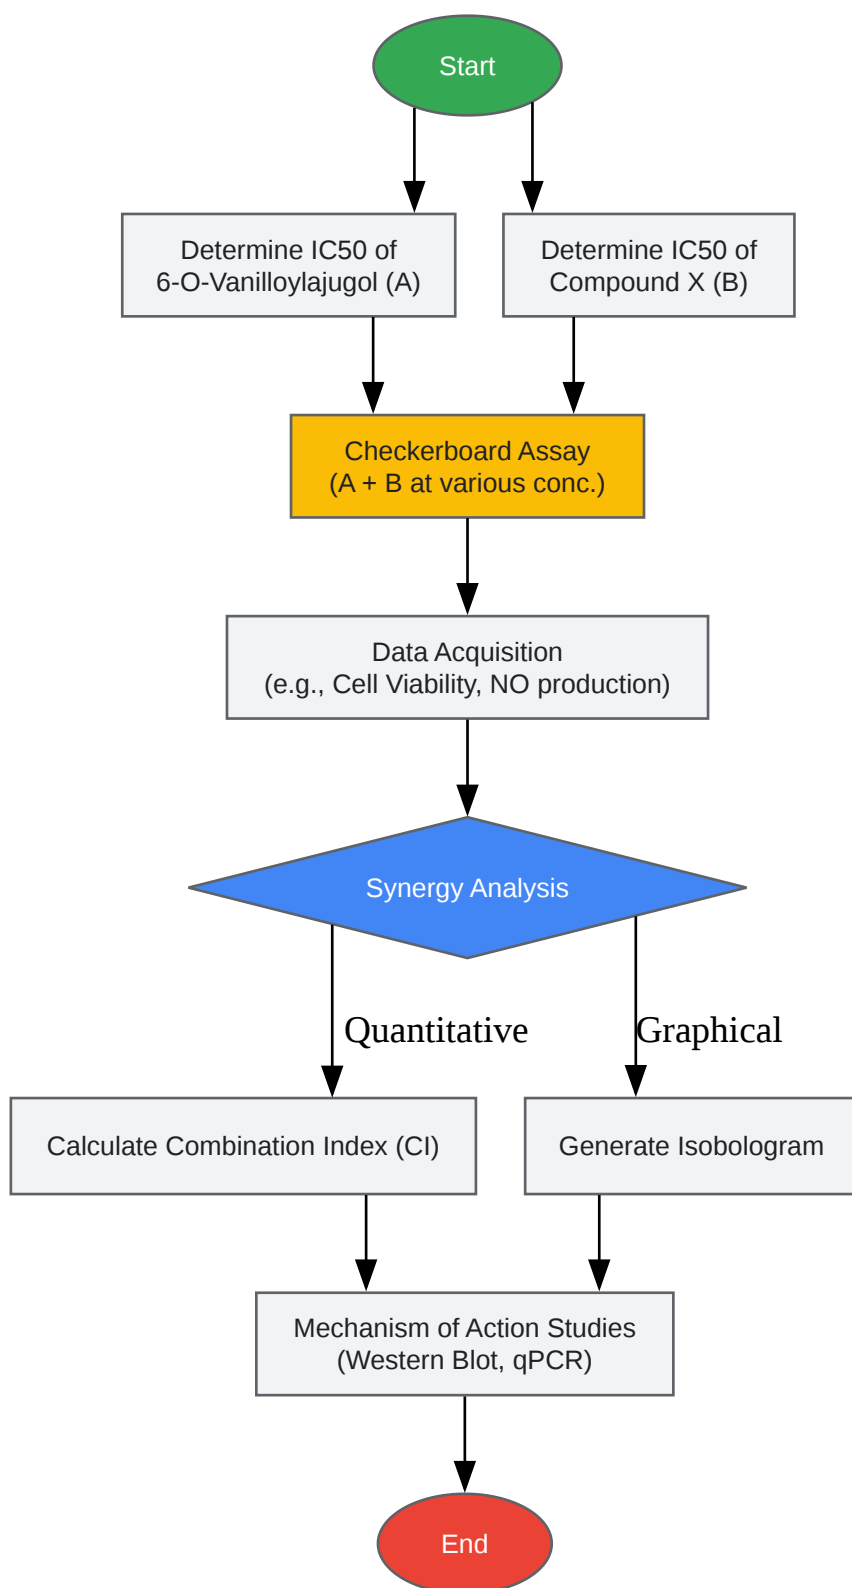 Start
Determine IC50 of
6-O-Vanilloylajugol (A)
Determine IC50 of
Compound X (B)
Checkerboard Assay
(A + B at various conc.)
Data Acquisition
(e.g., Cell Viability, NO production)
Synergy Analysis
Quantitative
Graphical
Calculate Combination Index (CI)
Generate Isobologram
Mechanism of Action Studies
(Western Blot, qPCR)
End